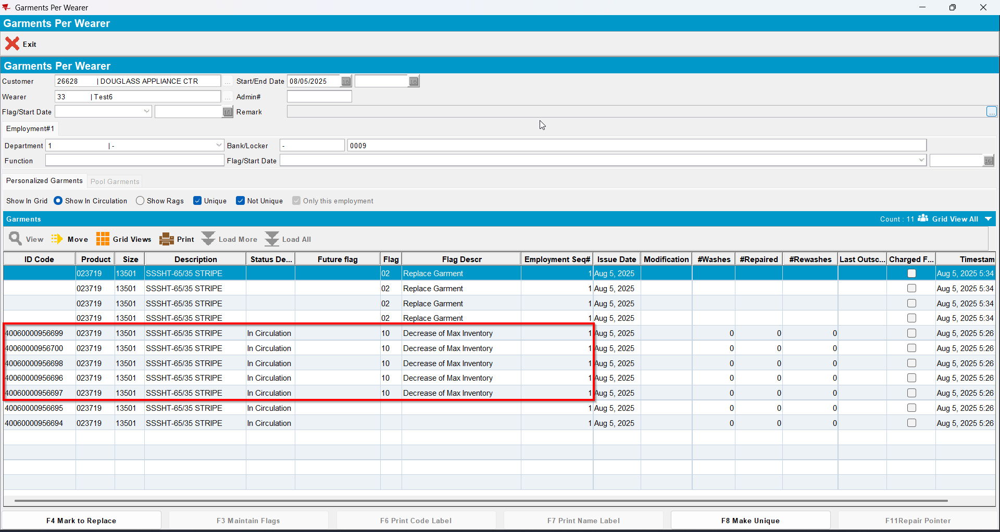 Garments Per Wearer
Garments Per Wearer
Exit
Garments Per Wearer
Customer 26628 | DOUGLASS APPLIANCE CTR ... Start/End Date 08/05/2025 16 16
Wearer 33 | Test6 ... Admin#
Flag/Start Date 16 Remark ...
Employment#1
Department 1 | - Bank/Locker - 0009
Function Flag/Start Date 16
Personalized Garments Pool Garments
Show In Grid Show In Circulation Show Rags Unique Not Unique Only this employment
Garments Count : 11 Grid View All
View Move Grid Views Print Load More Load All
ID Code Product Size Description Status De... Future flag Flag Flag Descr Employment Seq# Issue Date Modification #Washes #Repaired #Rewashes Last Outsc... Charged F... Timestam
023719 13501 SSSHT-65/35 STRIPE 02 Replace Garment 1 Aug 5, 2025 Aug 5, 2025 5:34
023719 13501 SSSHT-65/35 STRIPE 02 Replace Garment 1 Aug 5, 2025 Aug 5, 2025 5:34
023719 13501 SSSHT-65/35 STRIPE 02 Replace Garment 1 Aug 5, 2025 Aug 5, 2025 5:34
023719 13501 SSSHT-65/35 STRIPE 02 Replace Garment 1 Aug 5, 2025 Aug 5, 2025 5:34
40060000956699 023719 13501 SSSHT-65/35 STRIPE In Circulation 10 Decrease of Max Inventory 1 Aug 5, 2025 0 0 0 Aug 5, 2025 5:26
40060000956700 023719 13501 SSSHT-65/35 STRIPE In Circulation 10 Decrease of Max Inventory 1 Aug 5, 2025 0 0 0 Aug 5, 2025 5:26
40060000956698 023719 13501 SSSHT-65/35 STRIPE In Circulation 10 Decrease of Max Inventory 1 Aug 5, 2025 0 0 0 Aug 5, 2025 5:26
40060000956696 023719 13501 SSSHT-65/35 STRIPE In Circulation 10 Decrease of Max Inventory 1 Aug 5, 2025 0 0 0 Aug 5, 2025 5:26
40060000956697 023719 13501 SSSHT-65/35 STRIPE In Circulation 10 Decrease of Max Inventory 1 Aug 5, 2025 0 0 0 Aug 5, 2025 5:26
40060000956695 023719 13501 SSSHT-65/35 STRIPE In Circulation 1 Aug 5, 2025 0 0 0 Aug 5, 2025 5:26
40060000956694 023719 13501 SSSHT-65/35 STRIPE In Circulation 1 Aug 5, 2025 0 0 0 Aug 5, 2025 5:26
F4 Mark to Replace F3 Maintain Flags F6 Print Code Label F7 Print Name Label F8 Make Unique F11Repair Pointer